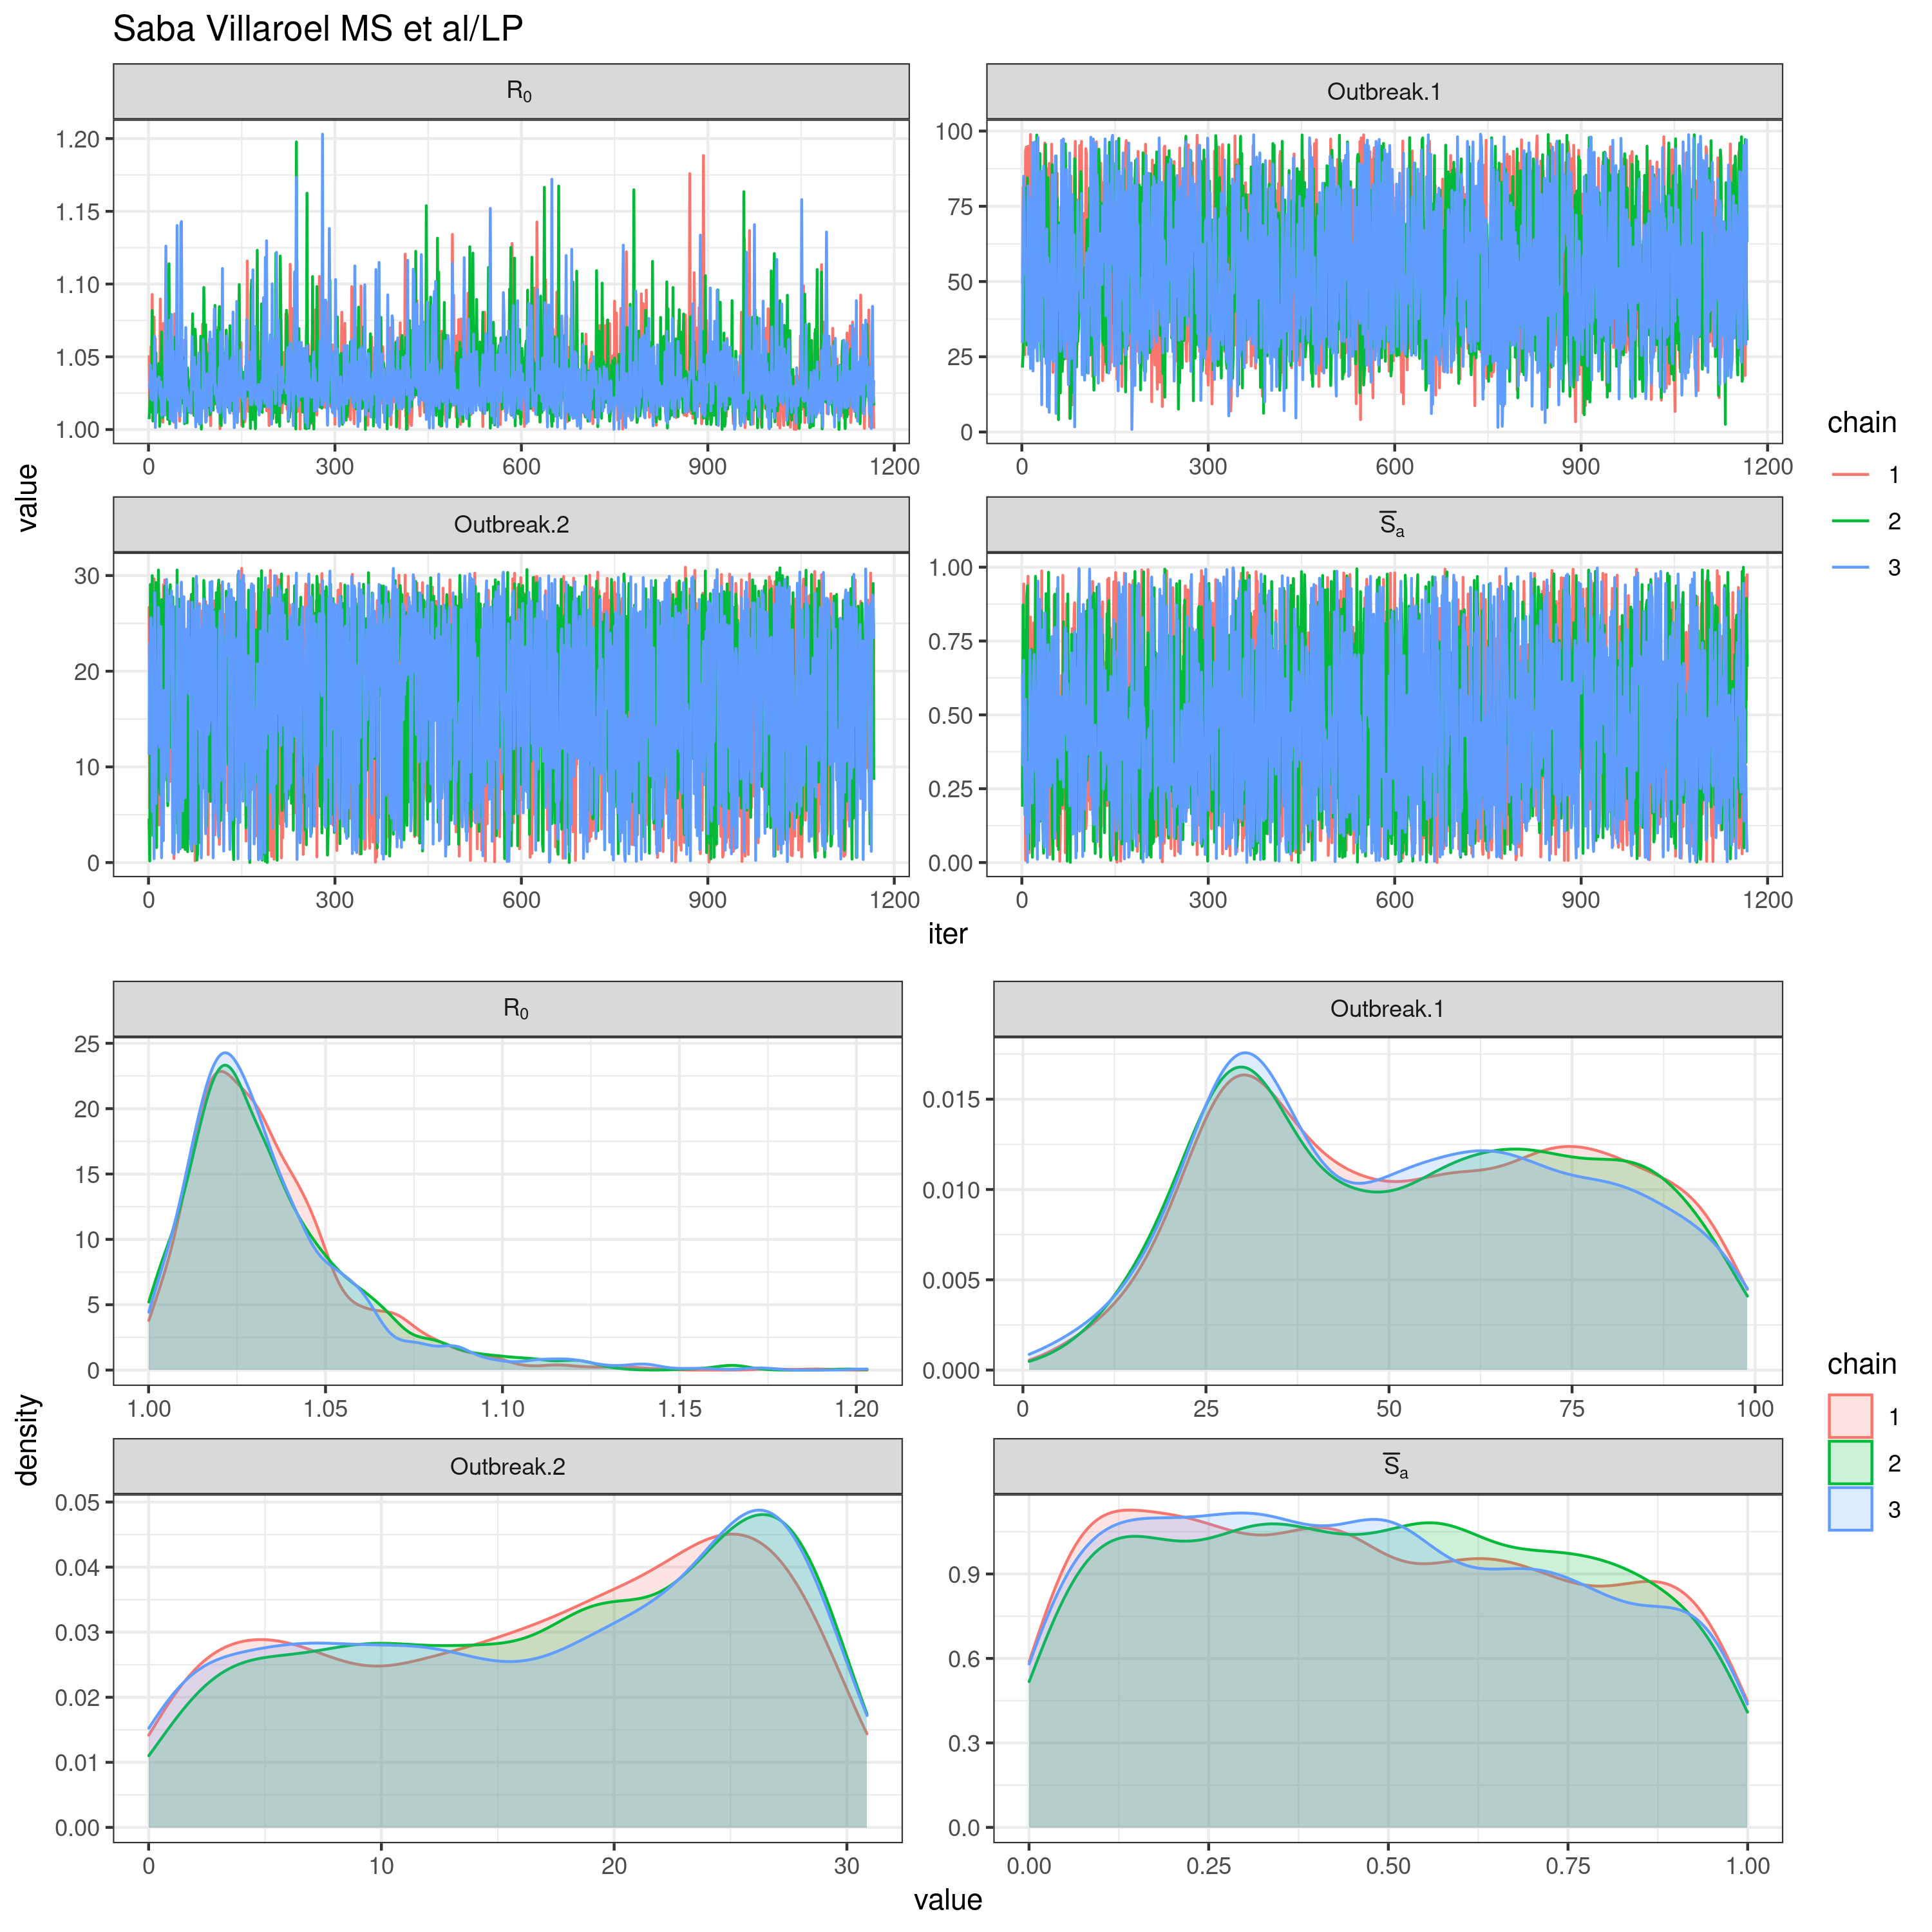 Saba Villaroel MS et al/LP
R0
Outbreak.1
1.20
1.15
1.10
1.05
1.00
100
75
50
25
0
0 300 600 900 1200
0 300 600 900 1200
Outbreak.2
S̅a
30
20
10
0
1.00
0.75
0.50
0.25
0.00
0 300 600 900 1200
0 300 600 900 1200
value
iter
chain
1
2
3
R0
Outbreak.1
25
20
15
10
5
0
0.015
0.010
0.005
0.000
1.00 1.05 1.10 1.15 1.20
0 25 50 75 100
Outbreak.2
S̅a
0.05
0.04
0.03
0.02
0.01
0.00
0.9
0.6
0.3
0.0
0 10 20 30
0.00 0.25 0.50 0.75 1.00
density
value
chain
1
2
3